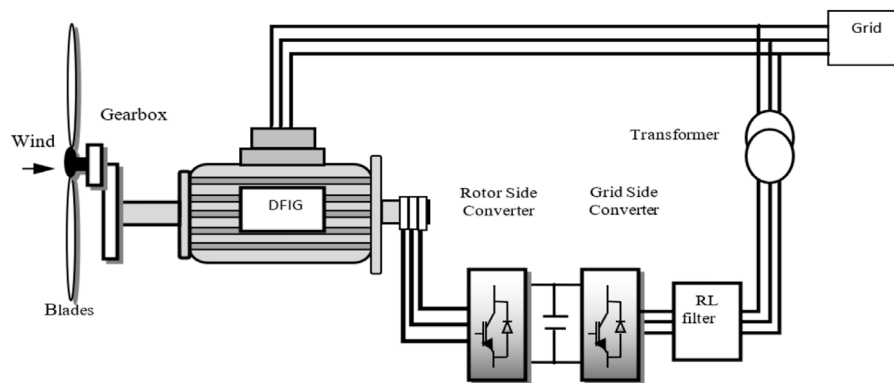 Grid
Gearbox
Wind
Transformer
Rotor Side
Converter
Grid Side
Converter
DFIG
Blades
RL
filter